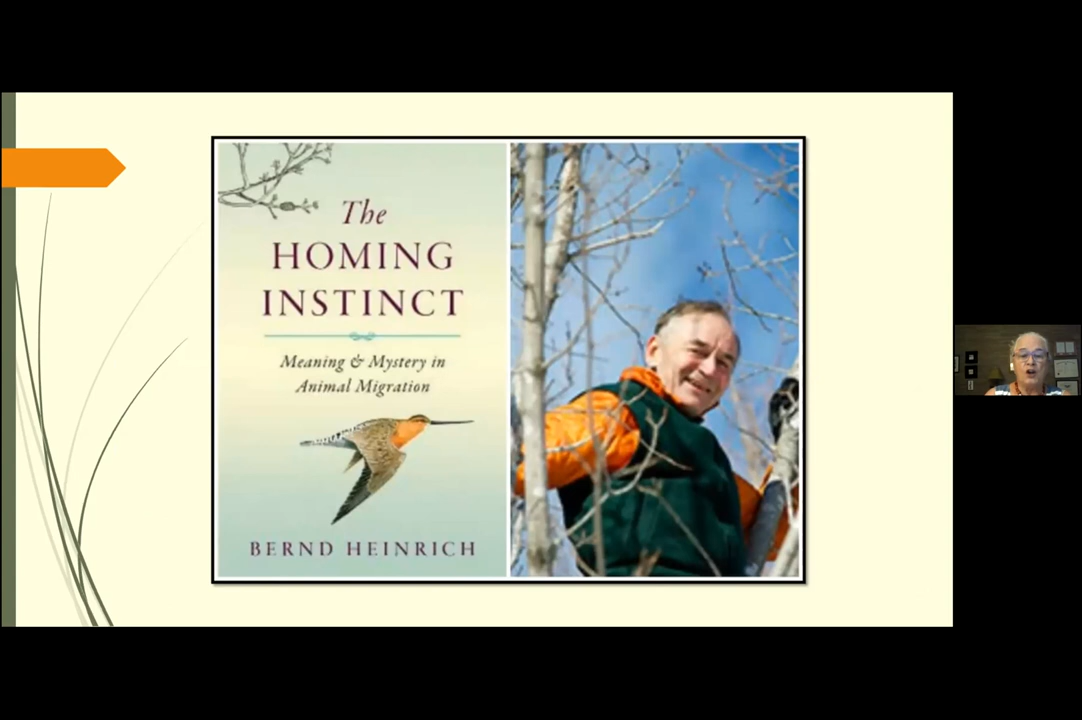 The
HOMING
INSTINCT
Meaning & Mystery in
Animal Migration
BERND HEINRICH